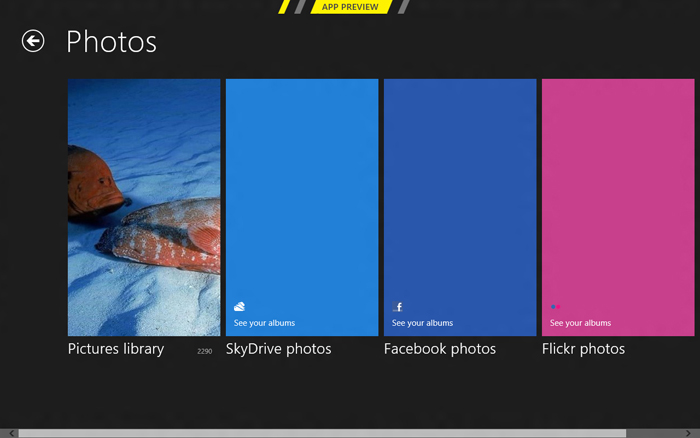 APP PREVIEW
Photos
See your albums
See your albums
See your albums
Pictures library 2290
SkyDrive photos
Facebook photos
Flickr photos